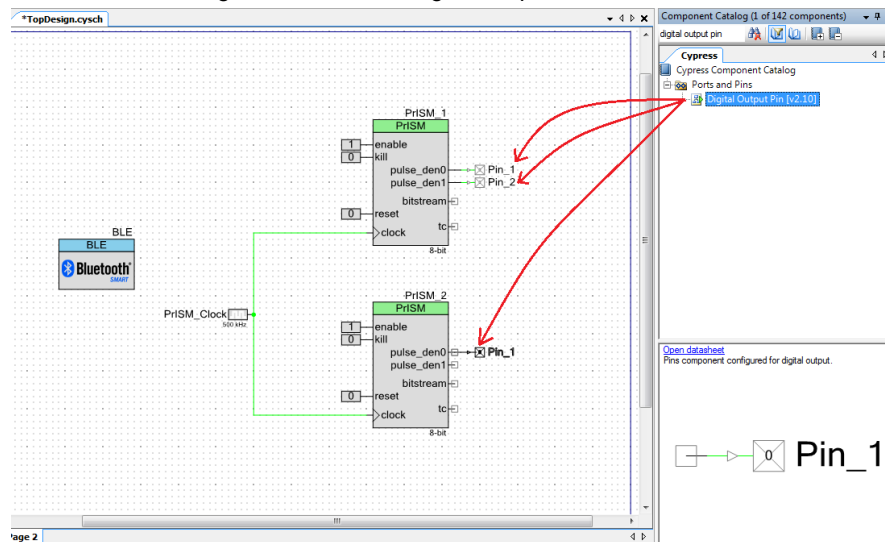 *TopDesign.cysch
Component Catalog (1 of 142 components)
digital output pin
Cypress
Cypress Component Catalog
Ports and Pins
Digital Output Pin [v2.10]
PrISM_1
PrISM
1
enable
0
kill
pulse_den0
Pin_1
pulse_den1
Pin_2
bitstream
0
reset
tc
clock
8-bit
BLE
BLE
Bluetooth
SMART
PrISM_Clock
500 kHz
PrISM_2
PrISM
1
enable
0
kill
pulse_den0
Pin_1
pulse_den1
bitstream
0
reset
tc
clock
8-bit
Open datasheet
Pins component configured for digital output.
0
Pin_1
Page 2